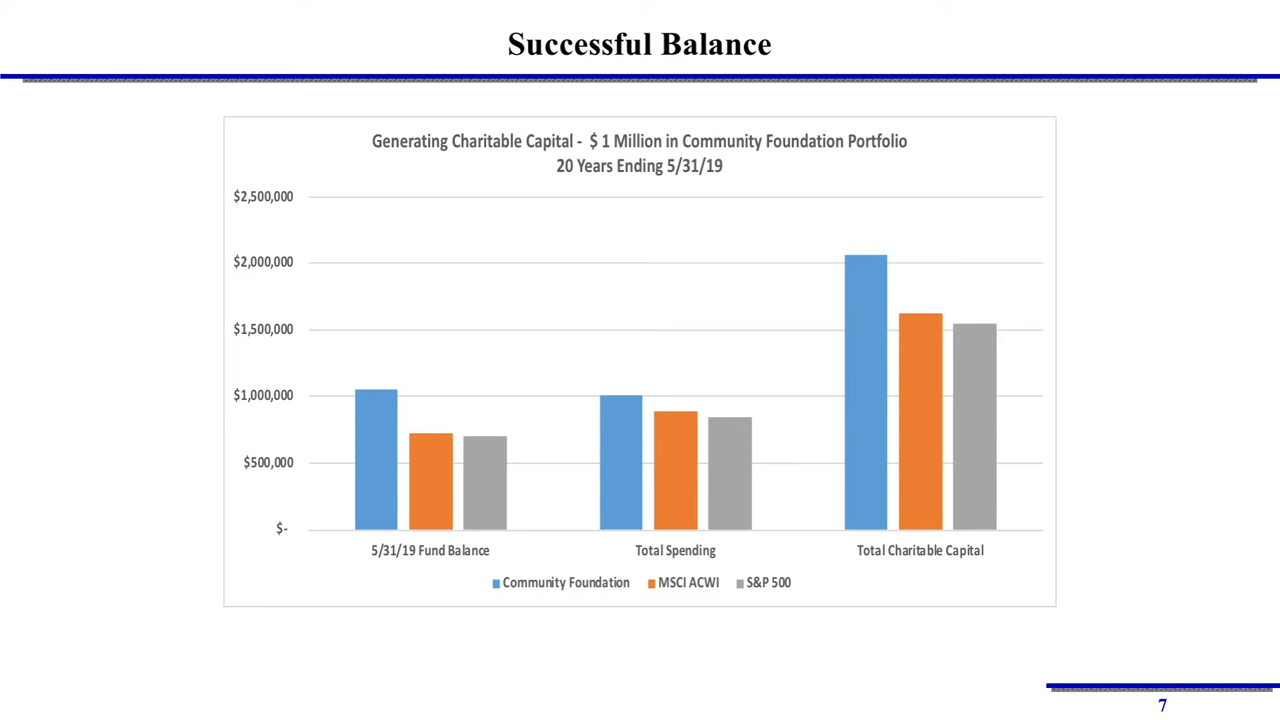 Successful Balance
Generating Charitable Capital -  $ 1 Million in Community Foundation Portfolio
20 Years Ending 5/31/19
$2,500,000
$2,000,000
$1,500,000
$1,000,000
$500,000
$-
5/31/19 Fund Balance
Total Spending
Total Charitable Capital
Community Foundation
MSCI ACWI
S&P 500
7